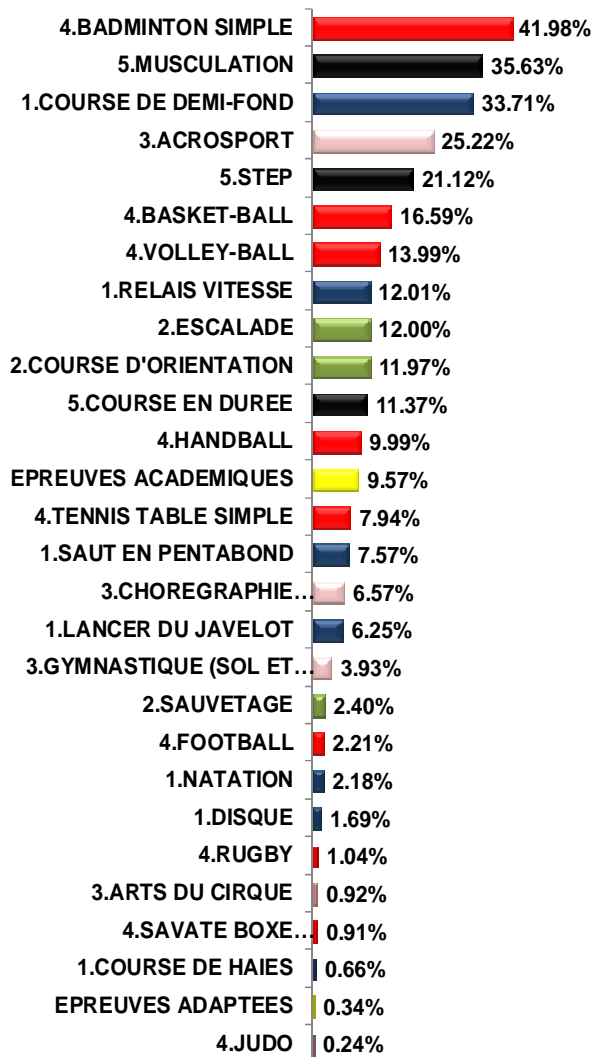 4.BADMINTON SIMPLE 41.98%
5.MUSCULATION 35.63%
1.COURSE DE DEMI-FOND 33.71%
3.ACROSPORT 25.22%
5.STEP 21.12%
4.BASKET-BALL 16.59%
4.VOLLEY-BALL 13.99%
1.RELAIS VITESSE 12.01%
2.ESCALADE 12.00%
2.COURSE D'ORIENTATION 11.97%
5.COURSE EN DUREE 11.37%
4.HANDBALL 9.99%
EPREUVES ACADEMIQUES 9.57%
4.TENNIS TABLE SIMPLE 7.94%
1.SAUT EN PENTABOND 7.57%
3.CHOREGRAPHIE... 6.57%
1.LANCER DU JAVELOT 6.25%
3.GYMNASTIQUE (SOL ET... 3.93%
2.SAUVETAGE 2.40%
4.FOOTBALL 2.21%
1.NATATION 2.18%
1.DISQUE 1.69%
4.RUGBY 1.04%
3.ARTS DU CIRQUE 0.92%
4.SAVATE BOXE... 0.91%
1.COURSE DE HAIES 0.66%
EPREUVES ADAPTEES 0.34%
4.JUDO 0.24%